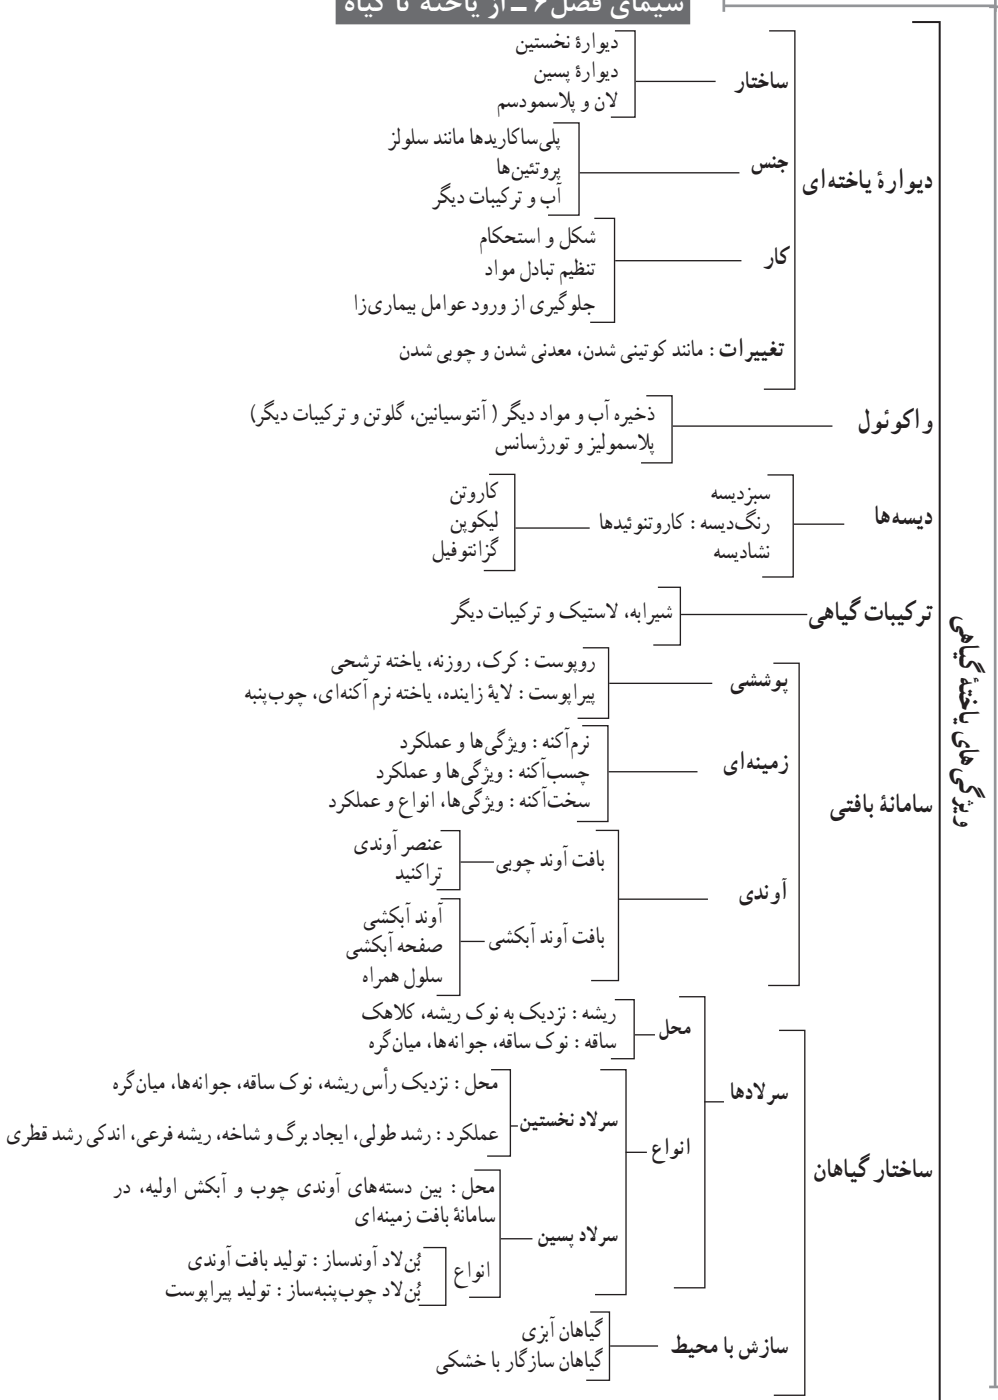 سیمای فصل ۶ ـ از یاخته تا گیاه
ویژگی های یاختهٔ گیاهی
دیوارهٔ یاخته‌ای
ساختار
دیوارهٔ نخستین
دیوارهٔ پسین
لان و پلاسمودسم
جنس
پلی‌ساکاریدها مانند سلولز
پروتئین‌ها
آب و ترکیبات دیگر
کار
شکل و استحکام
تنظیم تبادل مواد
جلوگیری از ورود عوامل بیماری‌زا
تغییرات : مانند کوتینی شدن، معدنی شدن و چوبی شدن
واکوئول
ذخیره آب و مواد دیگر ( آنتوسیانین، گلوتن و ترکیبات دیگر)
پلاسمولیز و تورژسانس
دیسه‌ها
سبزدیسه
رنگ‌دیسه : کاروتنوئیدها
نشادیسه
کاروتن
لیکوپن
گزانتوفیل
ترکیبات گیاهی
شیرابه، لاستیک و ترکیبات دیگر
سامانهٔ بافتی
پوششی
روپوست : کرک، روزنه، یاخته ترشحی
پیراپوست : لایهٔ زاینده، یاخته نرم آکنه‌ای، چوب‌پنبه
زمینه‌ای
نرم‌آکنه : ویژگی‌ها و عملکرد
چسب‌آکنه : ویژگی‌ها و عملکرد
سخت‌آکنه : ویژگی‌ها، انواع و عملکرد
آوندی
بافت آوند چوبی
عنصر آوندی
تراکئید
بافت آوند آبکشی
آوند آبکشی
صفحه آبکشی
سلول همراه
ساختار گیاهان
سرلادها
محل
ریشه : نزدیک به نوک ریشه، کلاهک
ساقه : نوک ساقه، جوانه‌ها، میان‌گره
انواع
سرلاد نخستین
محل : نزدیک رأس ریشه، نوک ساقه، جوانه‌ها، میان‌گره
عملکرد : رشد طولی، ایجاد برگ و شاخه، ریشه فرعی، اندکی رشد قطری
سرلاد پسین
محل : بین دسته‌های آوندی چوب و آبکش اولیه، در
سامانهٔ بافت زمینه‌ای
انواع
بُن‌لاد آوندساز : تولید بافت آوندی
بُن‌لاد چوب‌پنبه‌ساز : تولید پیراپوست
سازش با محیط
گیاهان آبزی
گیاهان سازگار با خشکی